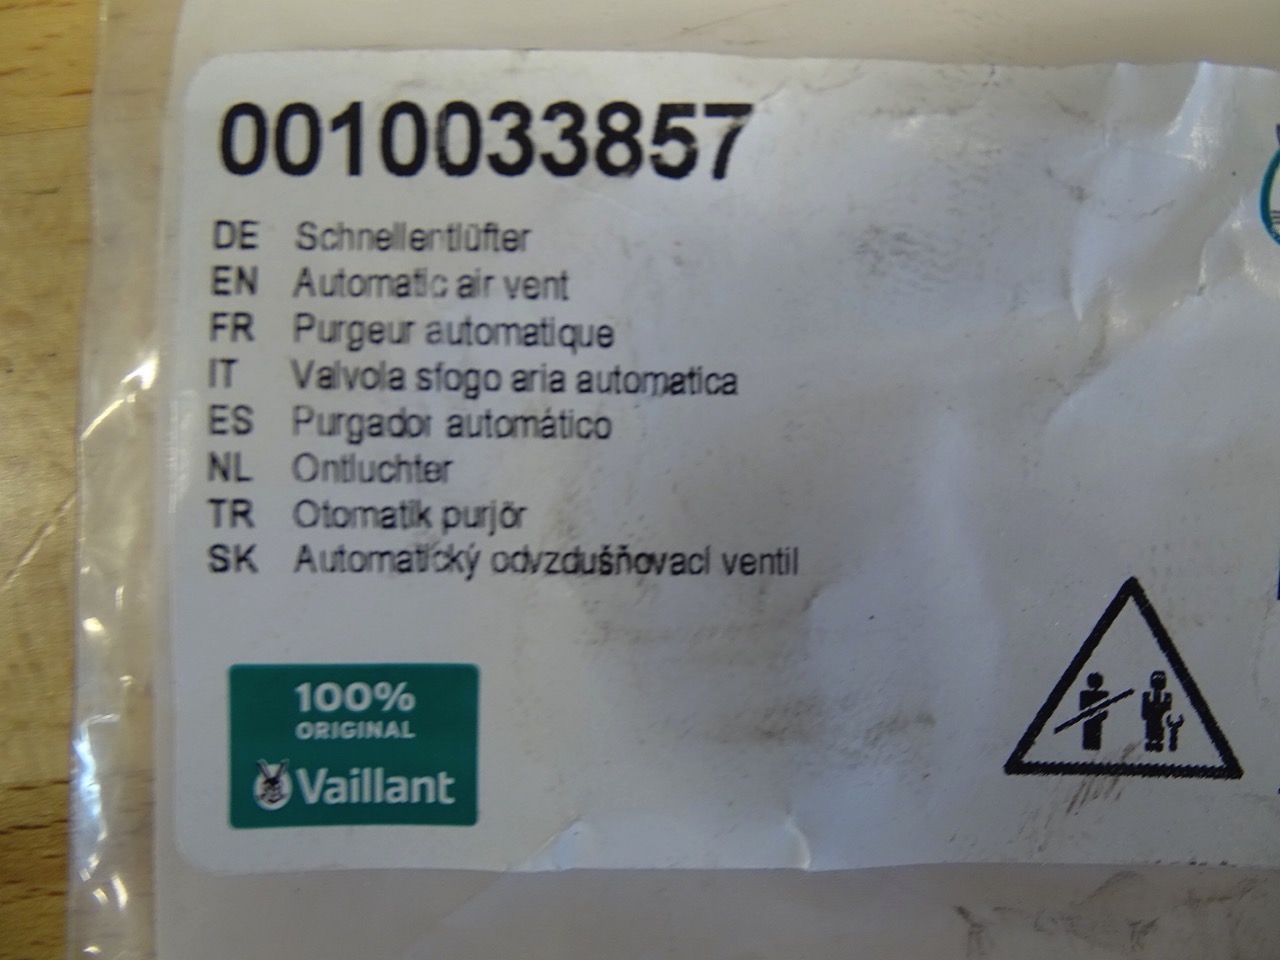 0010033857
DE Schnellentlüfter
EN Automatic air vent
FR Purgeur automatique
IT Valvola sfogo aria automatica
ES Purgador automático
NL Ontluchter
TR Otomatik purjör
SK Automatický odvzdušňovací ventil
100%
ORIGINAL
Vaillant